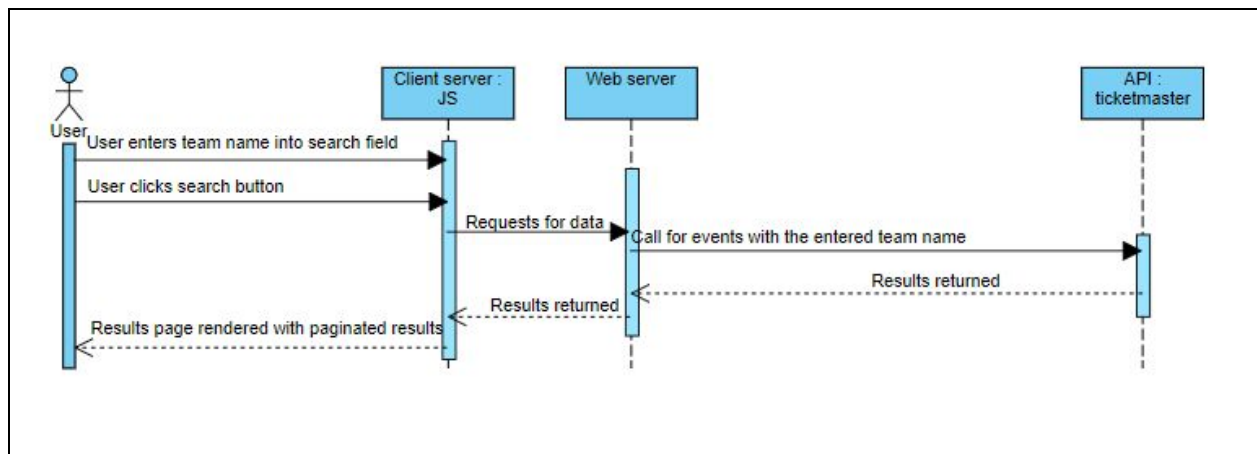 Client server :
JS
Web server
API :
ticketmaster
User
User enters team name into search field
User clicks search button
Requests for data
Call for events with the entered team name
Results returned
Results returned
Results page rendered with paginated results